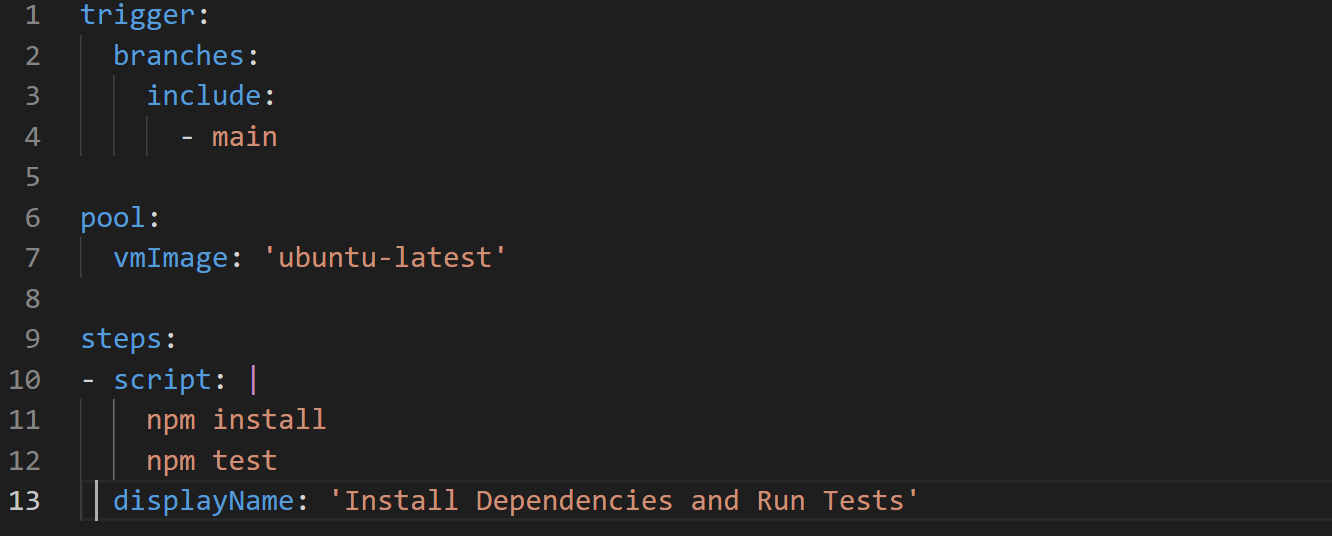 1 trigger:
2   branches:
3     include:
4       - main
5
6 pool:
7   vmImage: 'ubuntu-latest'
8
9 steps:
10 - script: |
11     npm install
12     npm test
13   displayName: 'Install Dependencies and Run Tests'